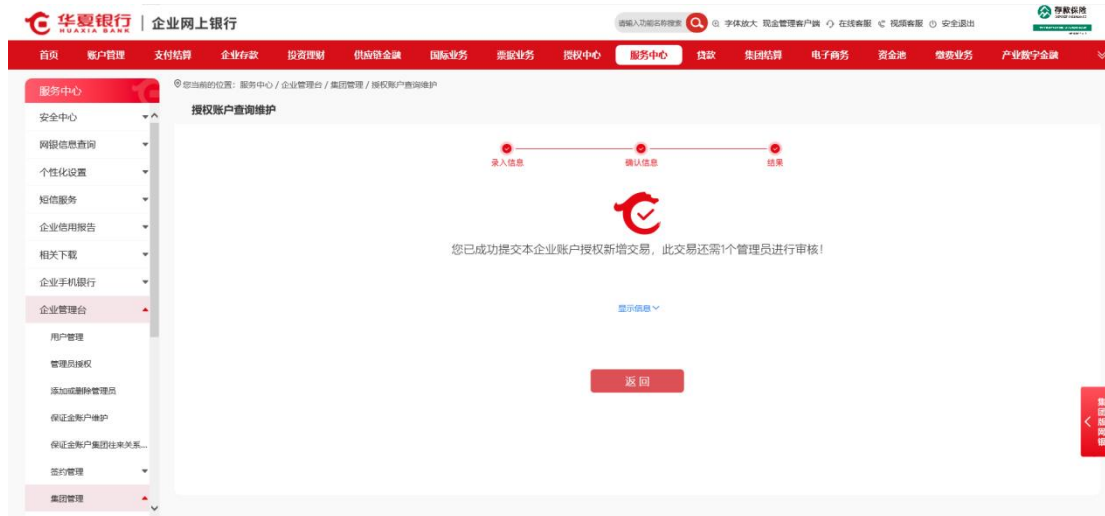 华夏银行 企业网上银行
HUAXIA BANK
请输入功能名称搜索 字体放大 现金管理客户端 在线客服 视频客服 安全退出
存款保险
首页 账户管理 支付结算 企业存款 投资理财 供应链金融 国际业务 票据业务 授权中心 服务中心 贷款 集团结算 电子商务 资金池 缴费业务 产业数字金融
服务中心
您当前的位置：服务中心 / 企业管理台 / 集团管理 / 授权账户查询维护
授权账户查询维护
安全中心
网银信息查询
个性化设置
短信服务
企业信用报告
相关下载
企业手机银行
企业管理台
用户管理
管理员授权
添加或删除管理员
保证金账户维护
保证金账户集团往来关系...
签约管理
集团管理
录入信息 确认信息 结果
您已成功提交本企业账户授权新增交易，此交易还需1个管理员进行审核！
显示信息
返回
集团版网银